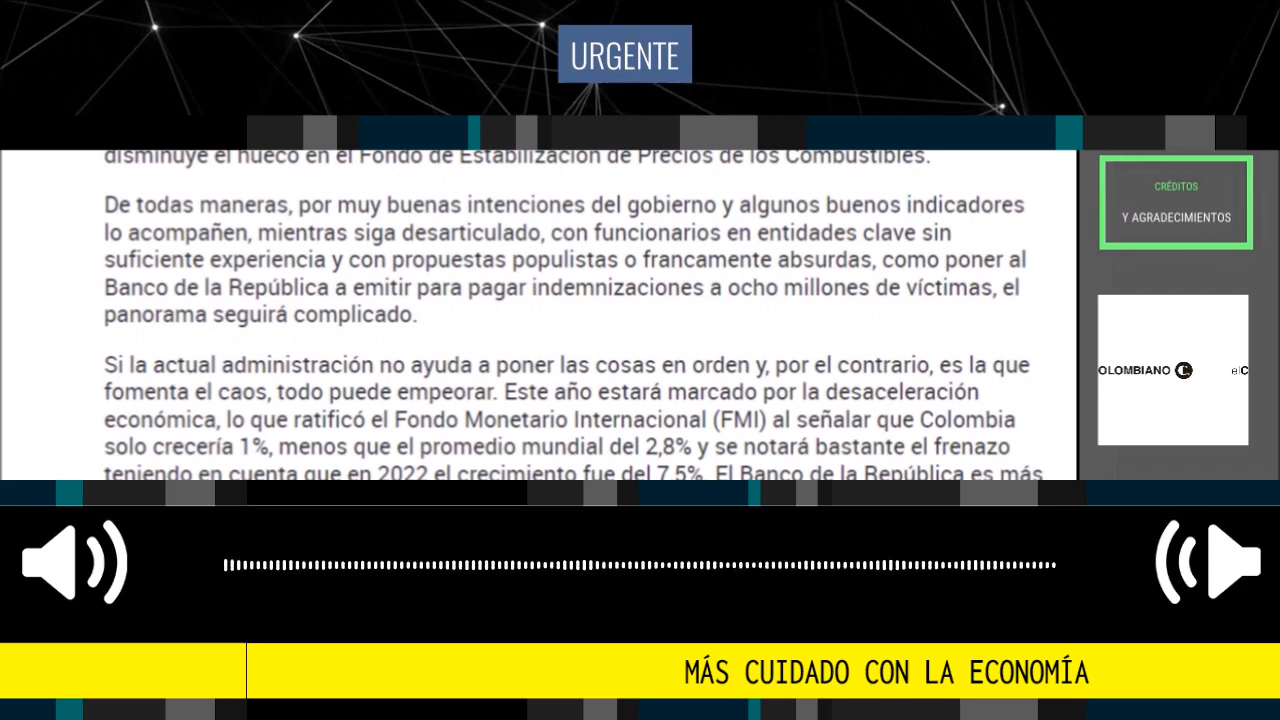 URGENTE
disminuye el hueco en el Fondo de Estabilización de Precios de los Combustibles.
De todas maneras, por muy buenas intenciones del gobierno y algunos buenos indicadores
lo acompañen, mientras siga desarticulado, con funcionarios en entidades clave sin
suficiente experiencia y con propuestas populistas o francamente absurdas, como poner al
Banco de la República a emitir para pagar indemnizaciones a ocho millones de víctimas, el
panorama seguirá complicado.
Si la actual administración no ayuda a poner las cosas en orden y, por el contrario, es la que
fomenta el caos, todo puede empeorar. Este año estará marcado por la desaceleración
económica, lo que ratificó el Fondo Monetario Internacional (FMI) al señalar que Colombia
solo crecería 1%, menos que el promedio mundial del 2,8% y se notará bastante el frenazo
teniendo en cuenta que en 2022 el crecimiento fue del 7,5%. El Banco de la República es más
CRÉDITOS
Y AGRADECIMIENTOS
OLOMBIANO C elC
MÁS CUIDADO CON LA ECONOMÍA